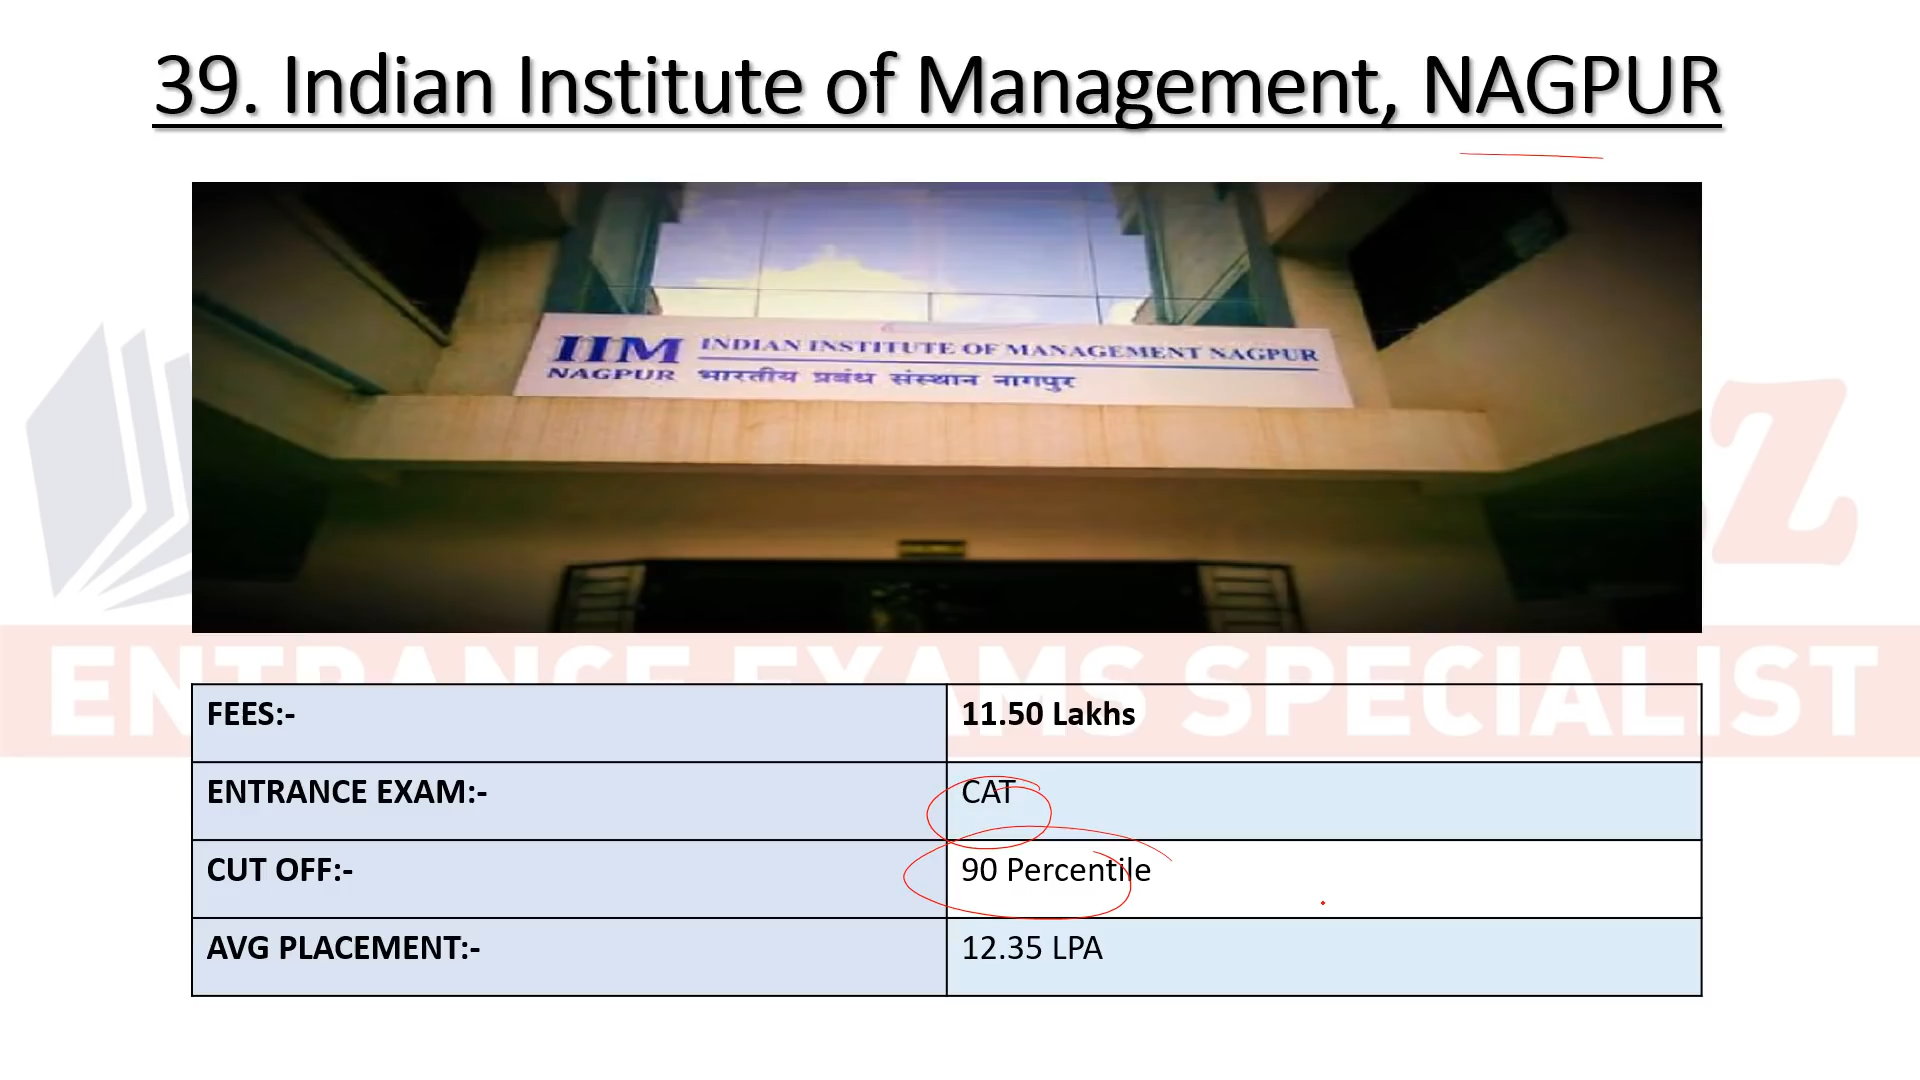 39. Indian Institute of Management, NAGPUR
IIM INDIAN INSTITUTE OF MANAGEMENT NAGPUR
NAGPUR भारतीय प्रबंध संस्थान नागपुर
Z
ENTRANCE EXAMS SPECIALIST
FEES:- 11.50 Lakhs
ENTRANCE EXAM:- CAT
CUT OFF:- 90 Percentile
AVG PLACEMENT:- 12.35 LPA